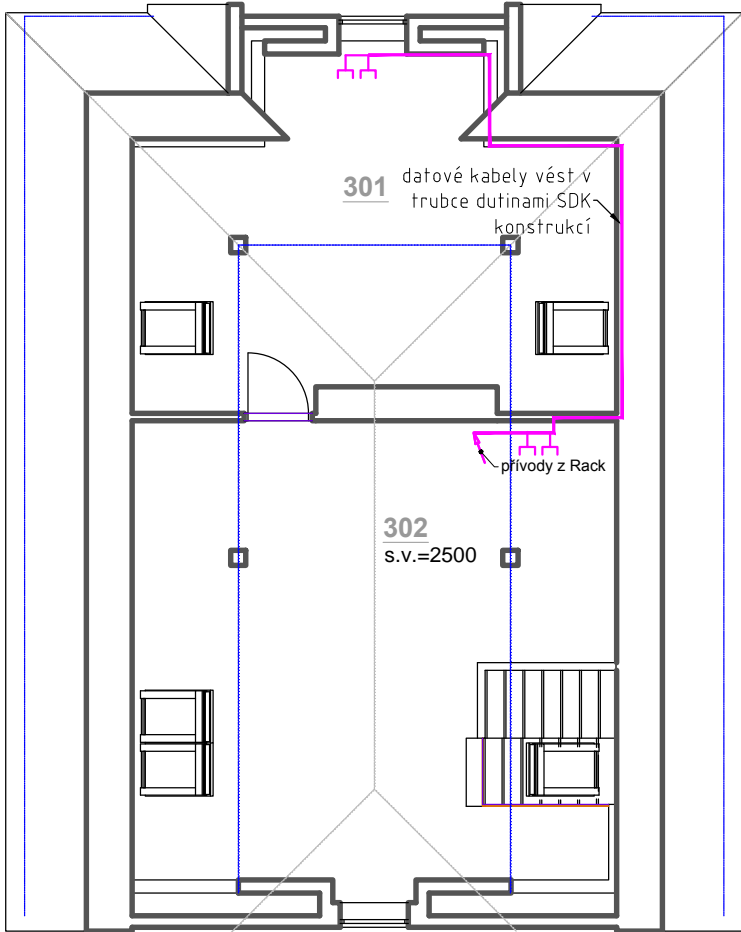 301
datové kabely vést v
trubce dutinami SDK
konstrukcí
přívody z Rack
302
s.v.=2500